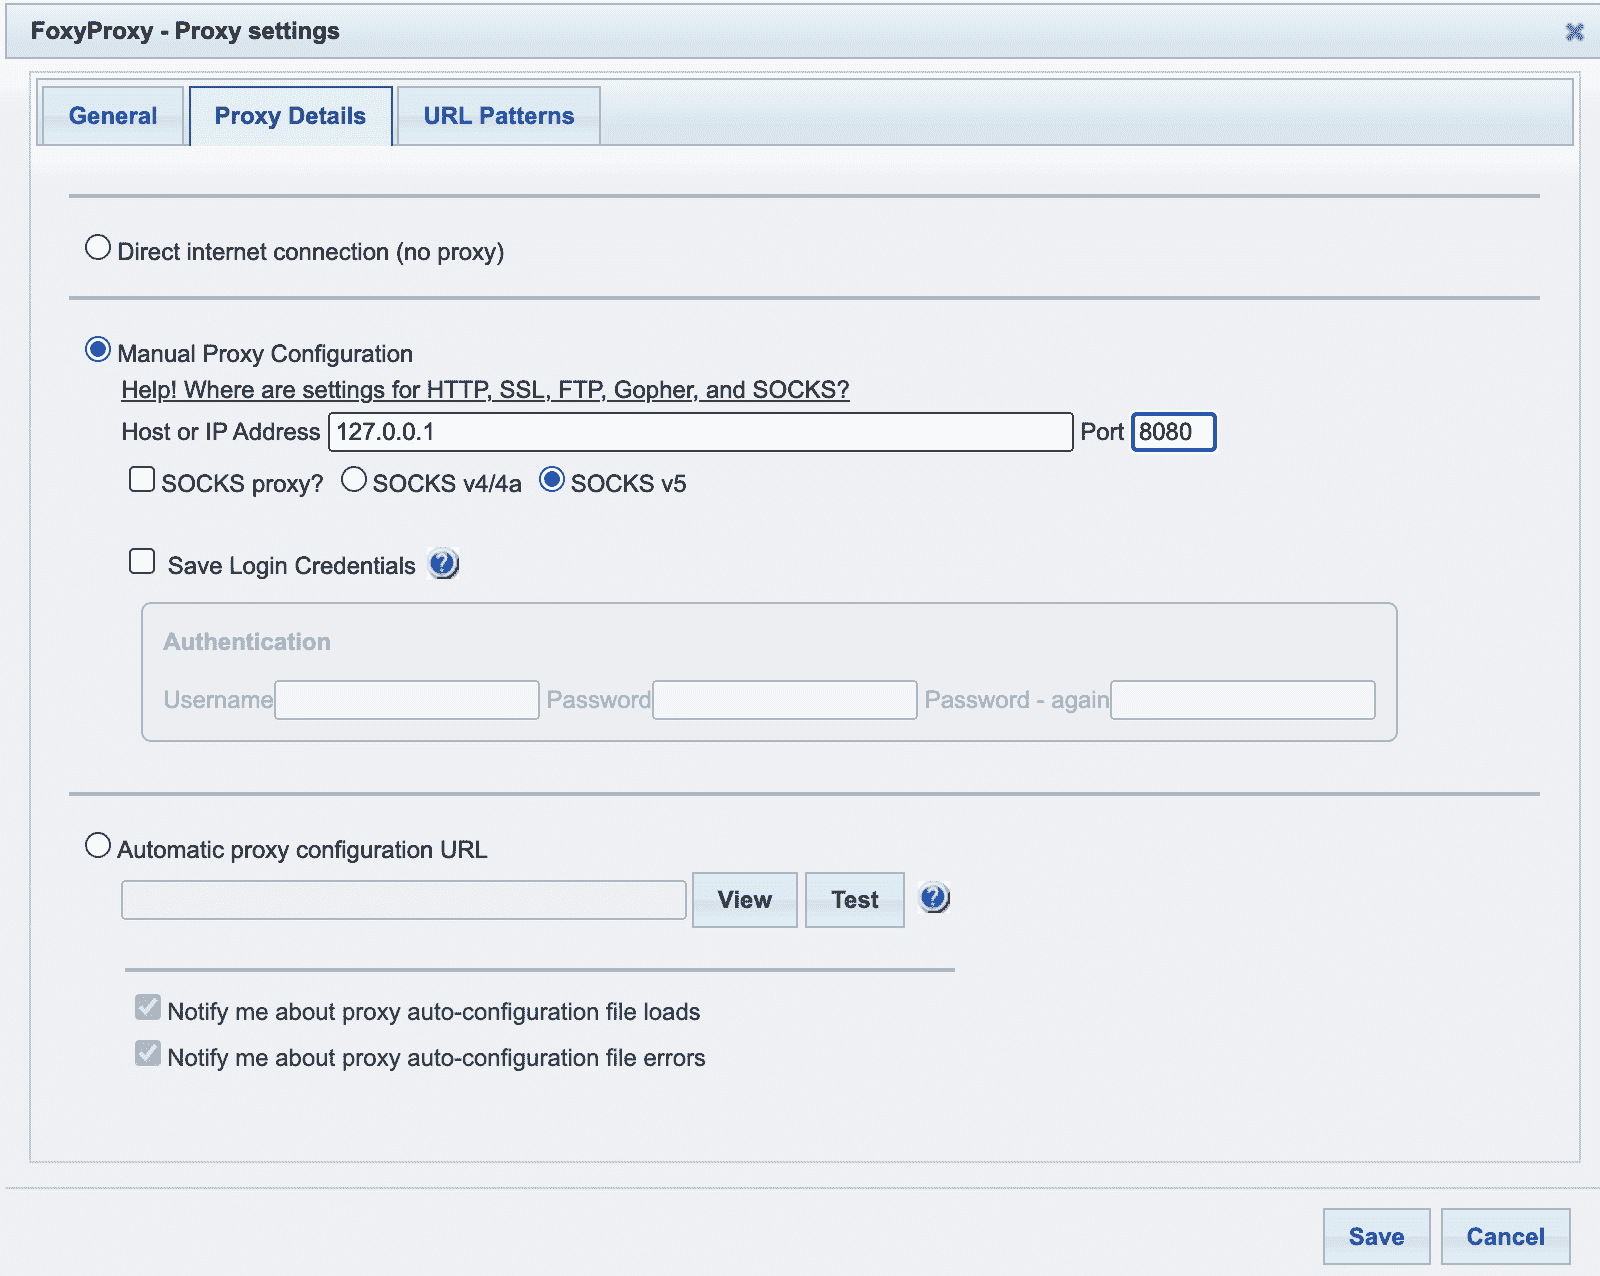 FoxyProxy - Proxy settings
General Proxy Details URL Patterns
Direct internet connection (no proxy)
Manual Proxy Configuration
Help! Where are settings for HTTP, SSL, FTP, Gopher, and SOCKS?
Host or IP Address 127.0.0.1 Port 8080
SOCKS proxy? SOCKS v4/4a SOCKS v5
Save Login Credentials ?
Authentication
Username Password Password - again
Automatic proxy configuration URL
View Test ?
Notify me about proxy auto-configuration file loads
Notify me about proxy auto-configuration file errors
Save Cancel